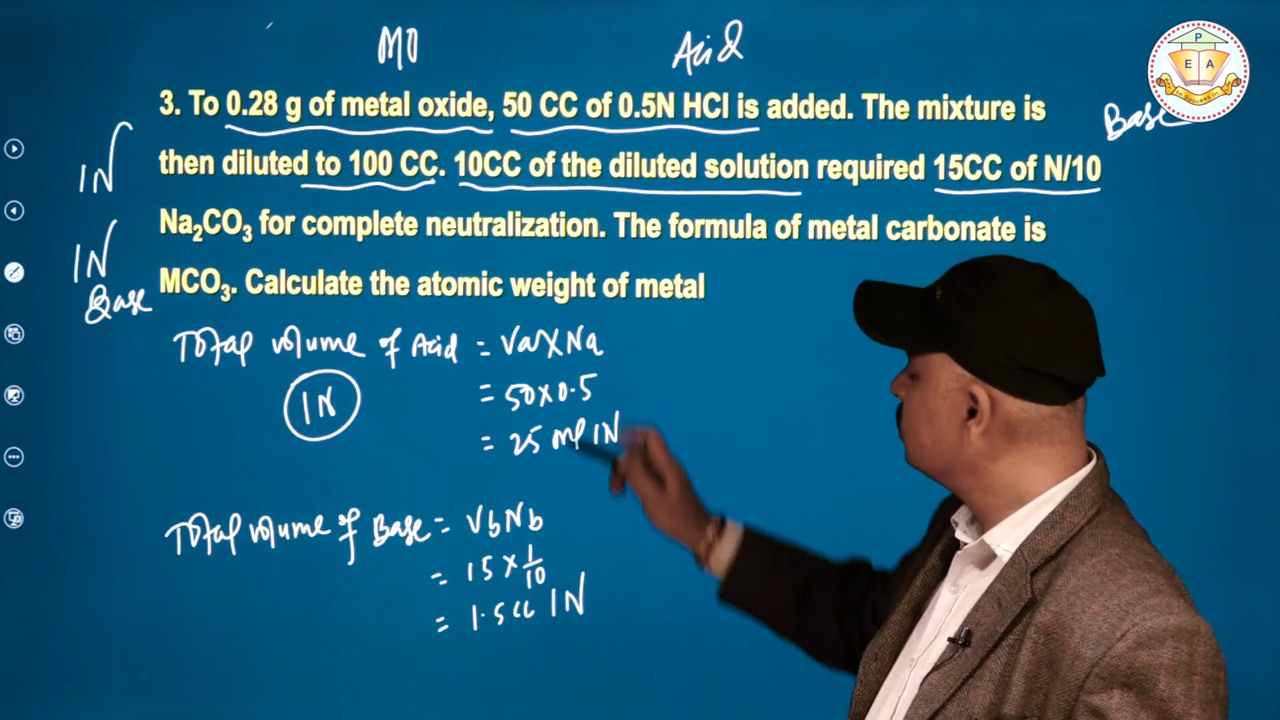 MO
Acid
P
E A
3. To 0.28 g of metal oxide, 50 CC of 0.5N HCl is added. The mixture is
Base
then diluted to 100 CC. 10CC of the diluted solution required 15CC of N/10
1N
Na₂CO₃ for complete neutralization. The formula of metal carbonate is
1N
Base
MCO₃. Calculate the atomic weight of metal
Total volume of Acid = Va×Na
1N
= 50×0.5
= 25 ml 1N
Total volume of Base = VbNb
= 15 × 1/10
= 1.5cc 1N